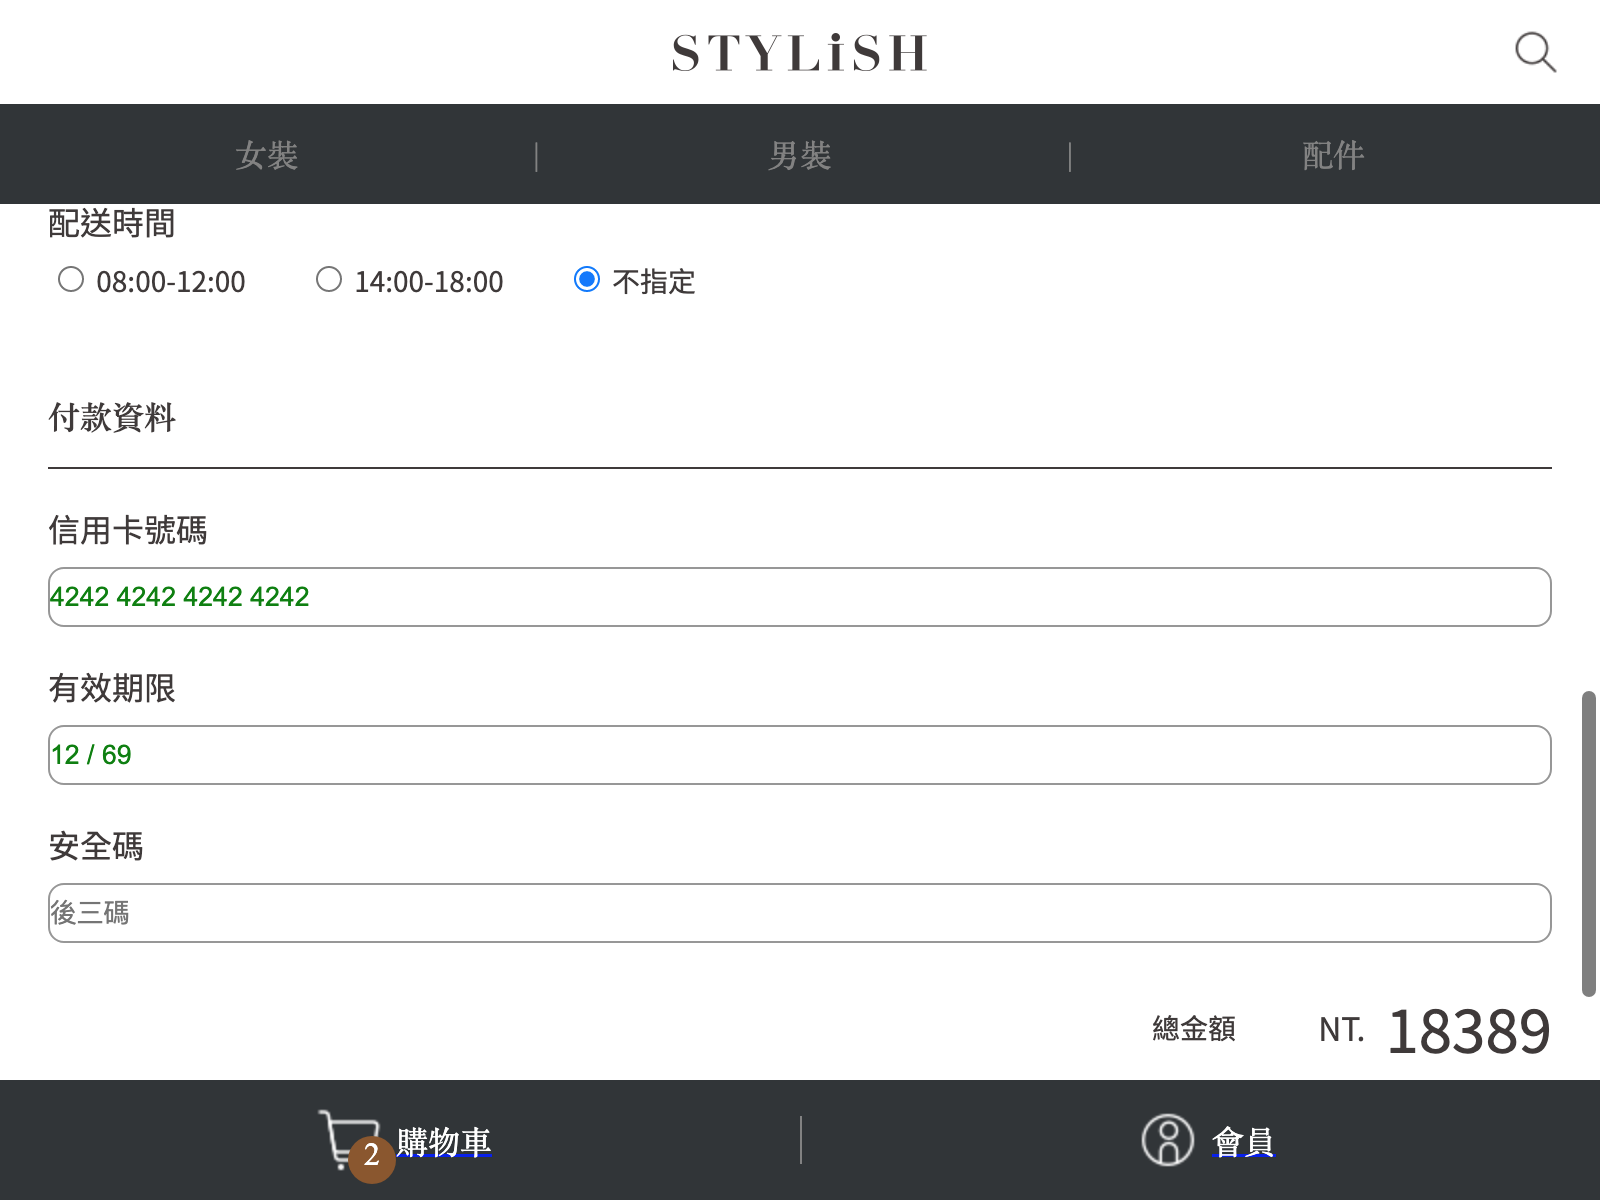 STYLiSH
女裝 | 男裝 | 配件
配送時間
08:00-12:00 14:00-18:00 不指定
付款資料
信用卡號碼
4242 4242 4242 4242
有效期限
12 / 69
安全碼
後三碼
總金額 NT. 18389
2 購物車 | 會員